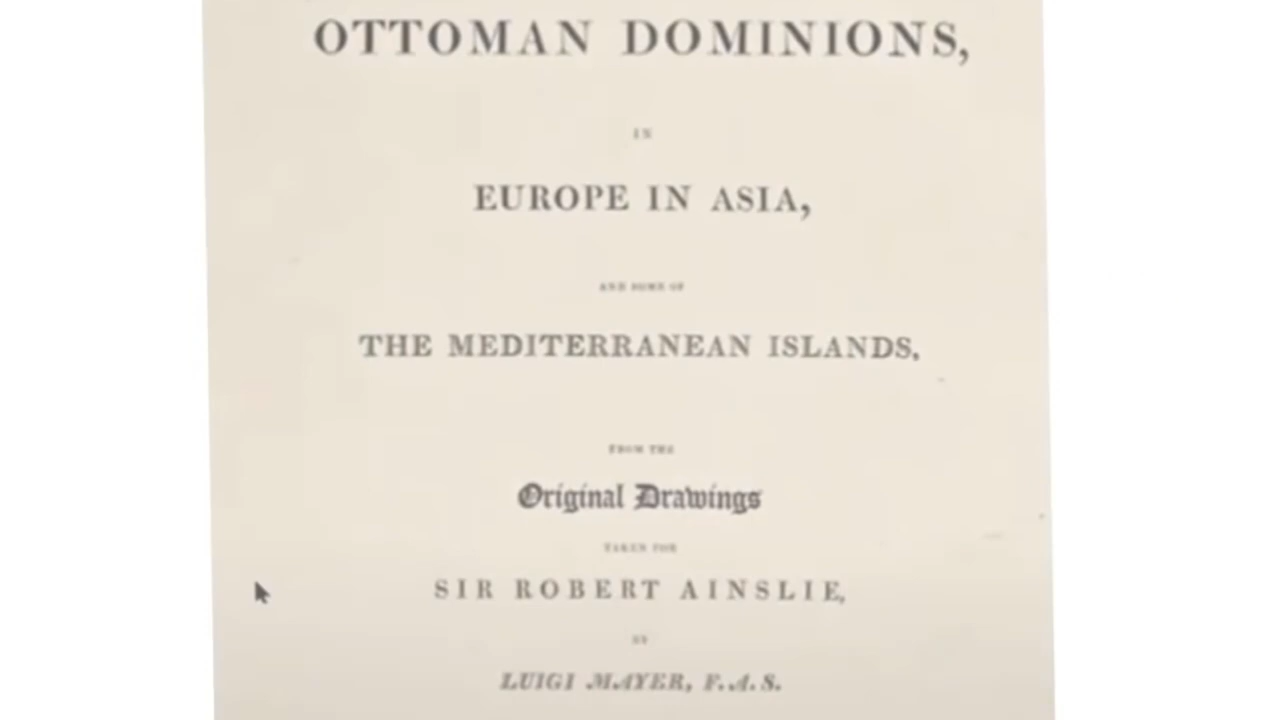 OTTOMAN DOMINIONS,
IN
EUROPE IN ASIA,
AND SOME OF
THE MEDITERRANEAN ISLANDS,
FROM THE
Original Drawings
TAKEN FOR
SIR ROBERT AINSLIE,
BY
LUIGI MAYER, F.A.S.